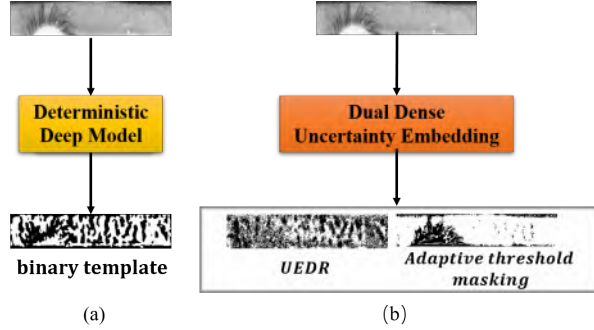 Deterministic
Deep Model
binary template
(a)
Dual Dense
Uncertainty Embedding
UEDR
Adaptive threshold
masking
(b)